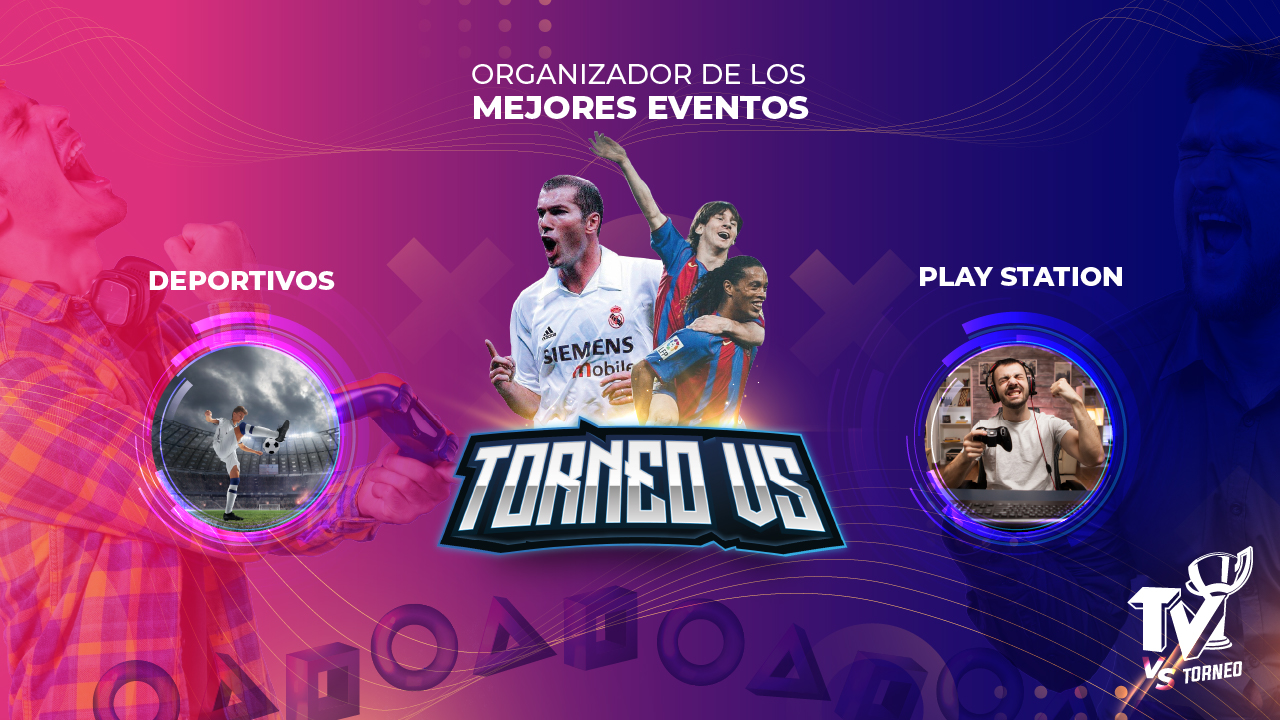 ORGANIZADOR DE LOS
MEJORES EVENTOS
DEPORTIVOS
PLAY STATION
SIEMENS
mobile
TORNEO VS
TV
VS TORNEO